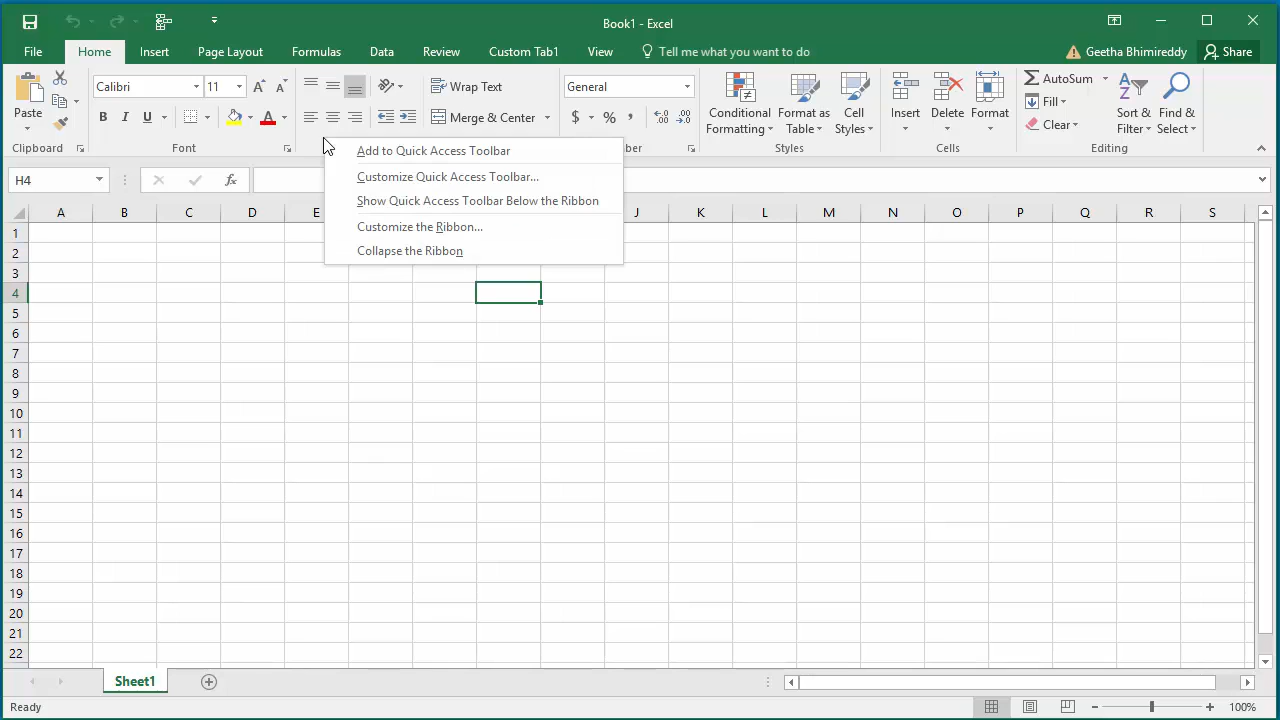 Book1 - Excel
File Home Insert Page Layout Formulas Data Review Custom Tab1 View Tell me what you want to do Geetha Bhimireddy Share
Calibri 11 Wrap Text General AutoSum
Fill
Paste B I U A Merge & Center $ % , Conditional Formatting Format as Table Cell Styles Insert Delete Format Clear Sort & Filter Find & Select
Clipboard Font ber Styles Cells Editing
Add to Quick Access Toolbar
Customize Quick Access Toolbar...
Show Quick Access Toolbar Below the Ribbon
Customize the Ribbon...
Collapse the Ribbon
H4 fx
A B C D E J K L M N O P Q R S
1
2
3
4
5
6
7
8
9
10
11
12
13
14
15
16
17
18
19
20
21
22
Sheet1
Ready 100%